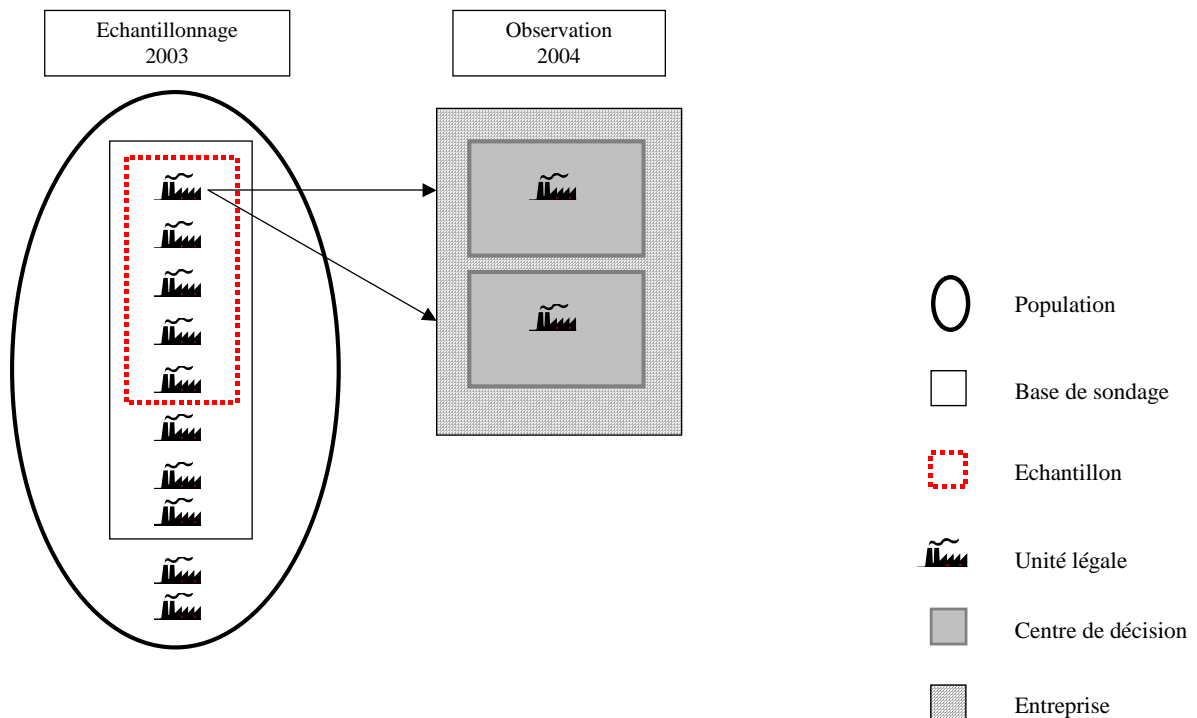 Echantillonnage
2003
Observation
2004
Population
Base de sondage
Echantillon
Unité légale
Centre de décision
Entreprise